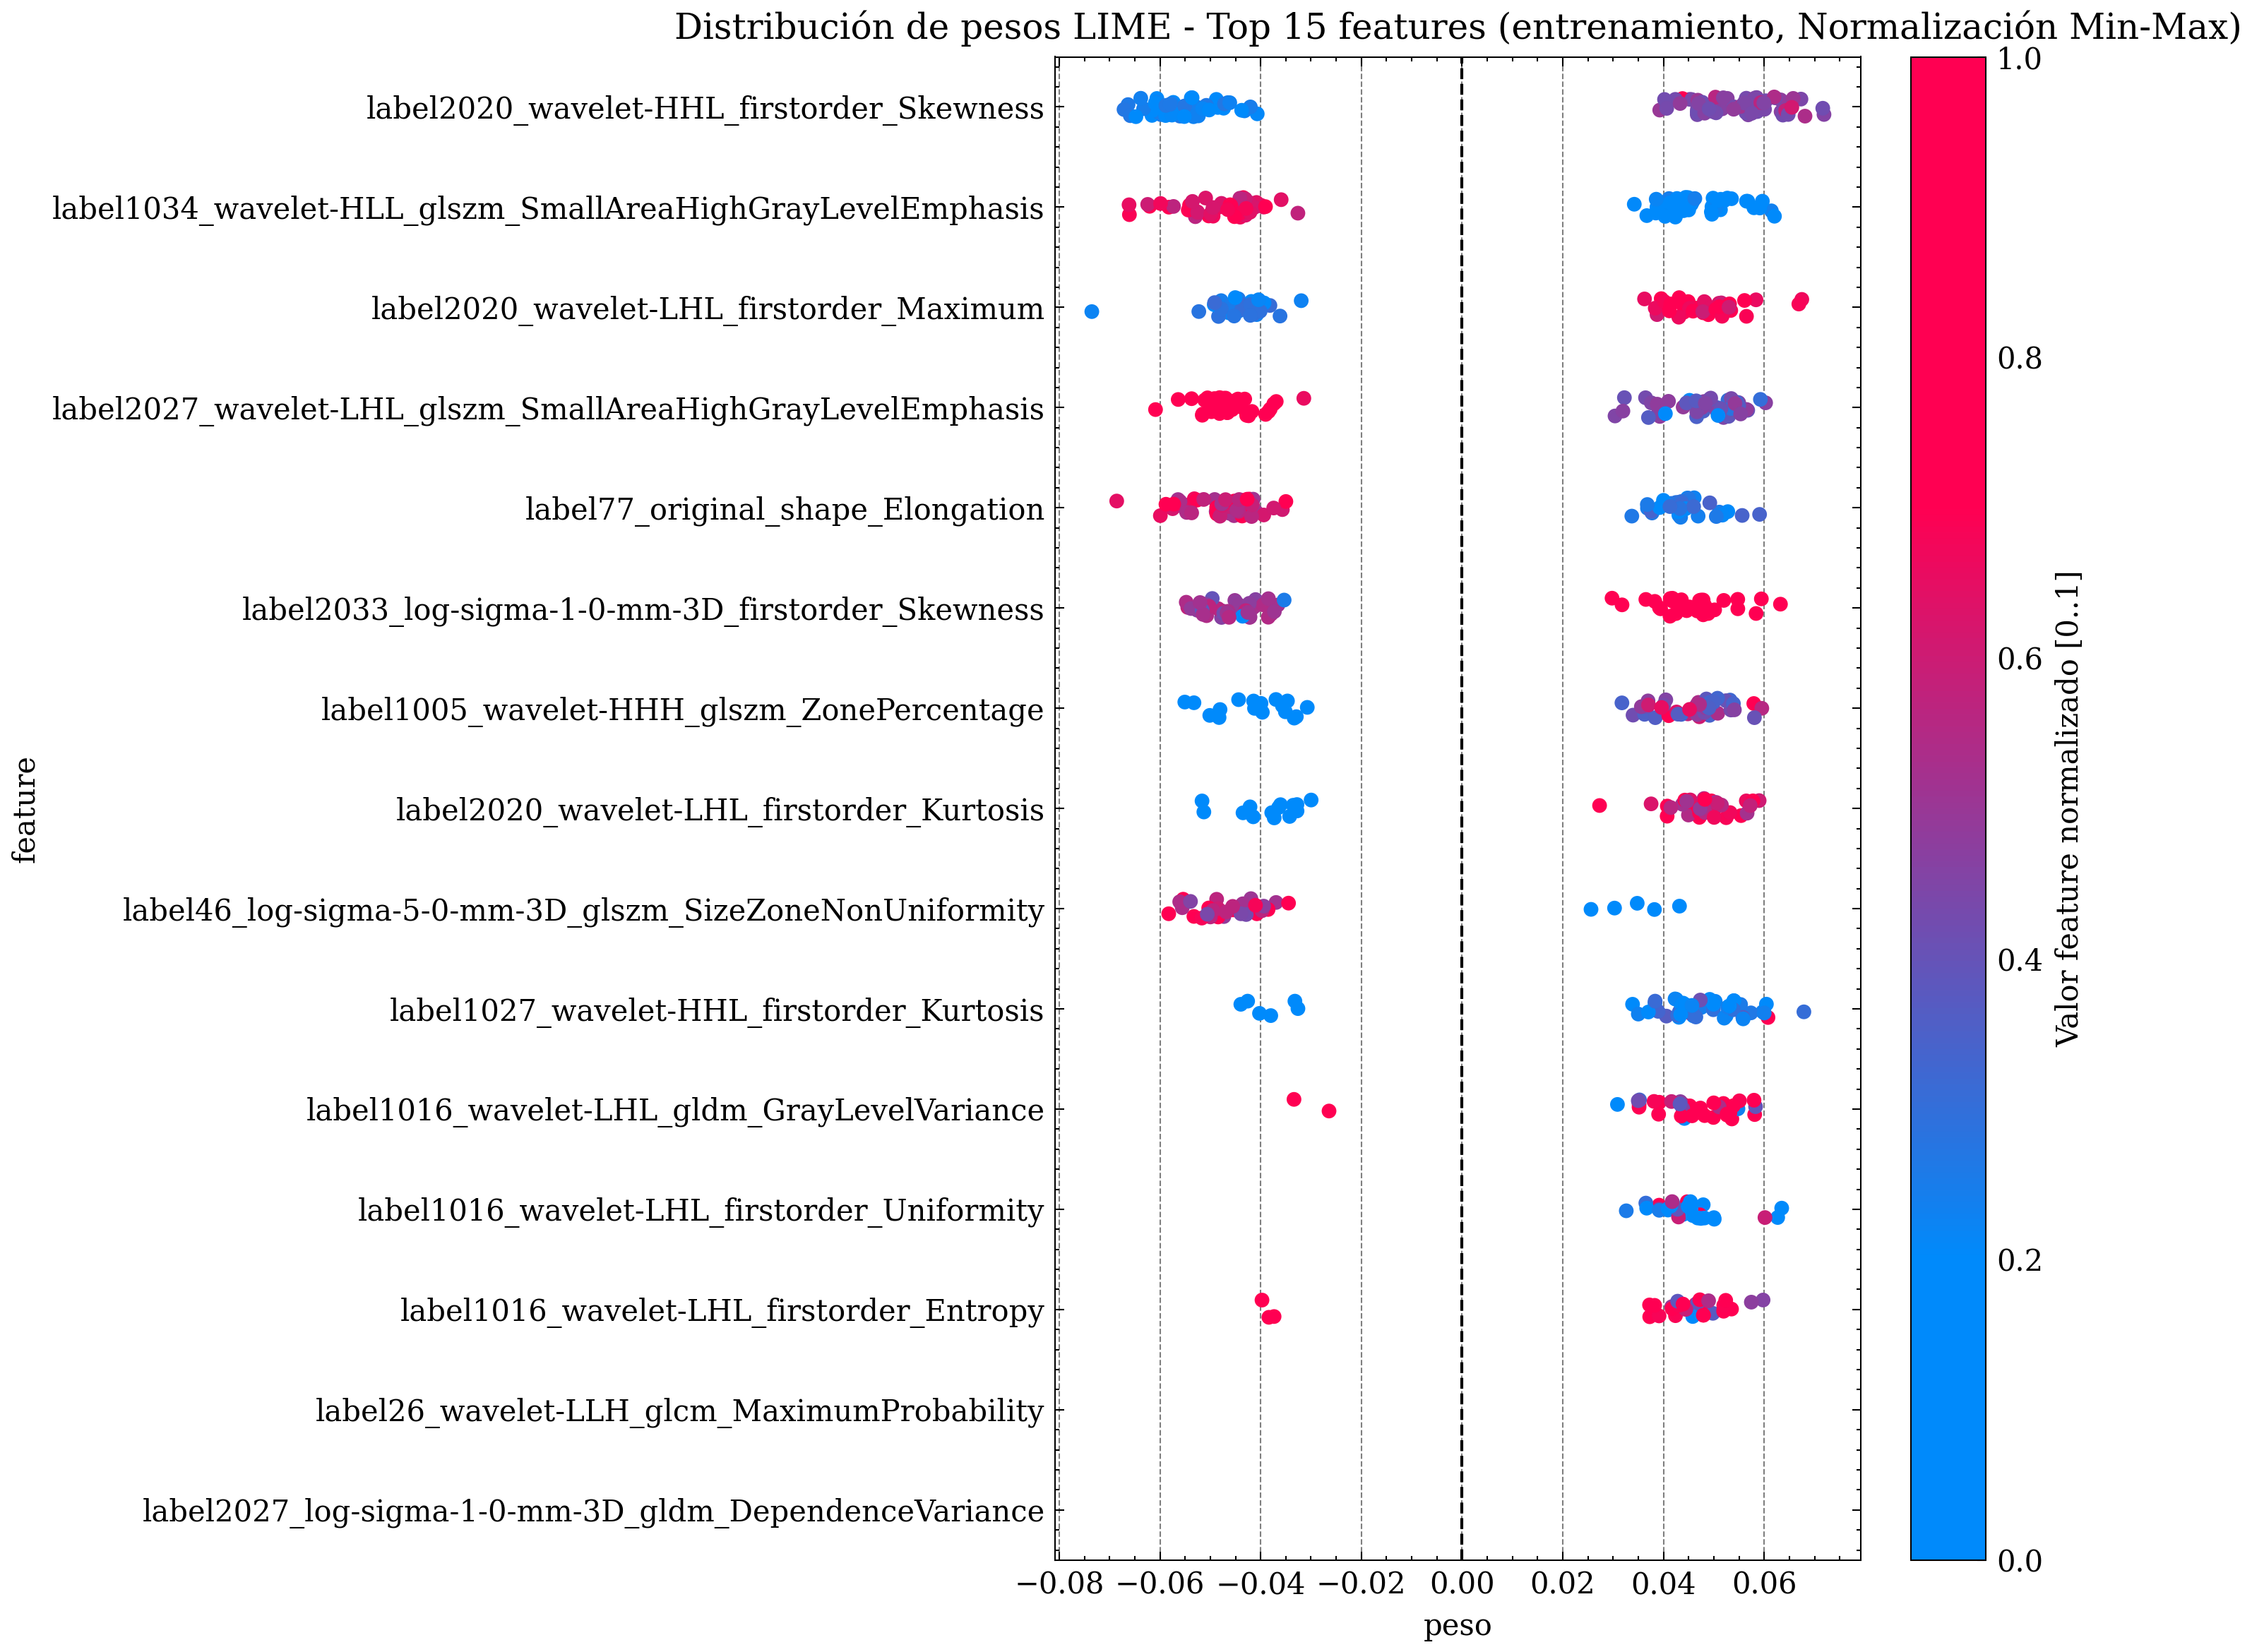 Distribución de pesos LIME - Top 15 features (entrenamiento, Normalización Min-Max)
label2020_wavelet-HHL_firstorder_Skewness
label1034_wavelet-HLL_glszm_SmallAreaHighGrayLevelEmphasis
label2020_wavelet-LHL_firstorder_Maximum
label2027_wavelet-LHL_glszm_SmallAreaHighGrayLevelEmphasis
label77_original_shape_Elongation
label2033_log-sigma-1-0-mm-3D_firstorder_Skewness
label1005_wavelet-HHH_glszm_ZonePercentage
label2020_wavelet-LHL_firstorder_Kurtosis
label46_log-sigma-5-0-mm-3D_glszm_SizeZoneNonUniformity
label1027_wavelet-HHL_firstorder_Kurtosis
label1016_wavelet-LHL_gldm_GrayLevelVariance
label1016_wavelet-LHL_firstorder_Uniformity
label1016_wavelet-LHL_firstorder_Entropy
label26_wavelet-LLH_glcm_MaximumProbability
label2027_log-sigma-1-0-mm-3D_gldm_DependenceVariance
feature
−0.08 −0.06 −0.04 −0.02 0.00 0.02 0.04 0.06
peso
1.0
0.8
0.6
0.4
0.2
0.0
Valor feature normalizado [0..1]